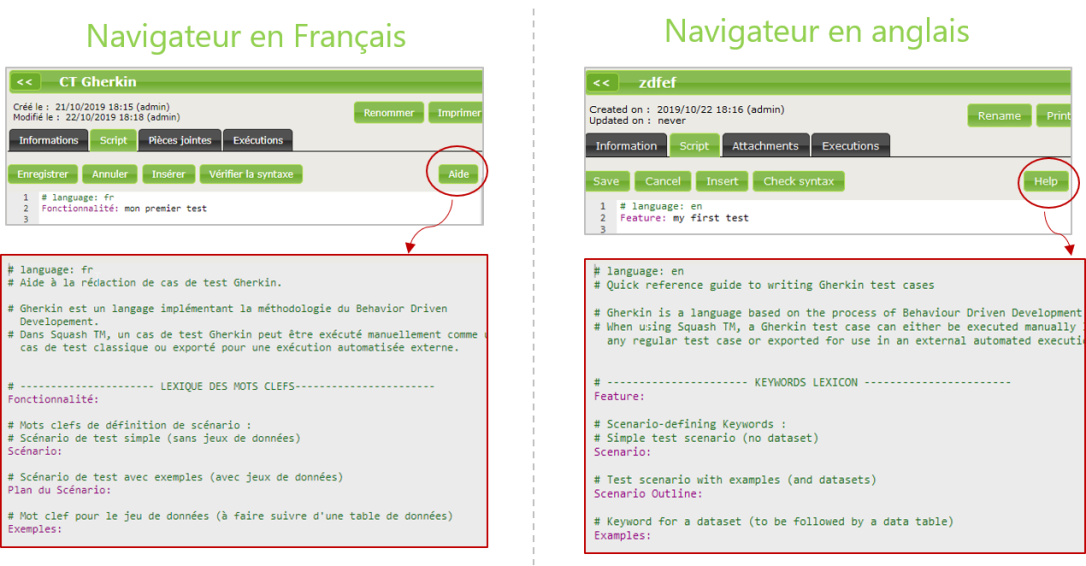 Navigateur en Français
<< CT Gherkin
Créé le : 21/10/2019 18:15 (admin)
Modifié le : 22/10/2019 18:18 (admin)
Renommer Imprimer
Informations Script Pièces jointes Exécutions
Enregistrer Annuler Insérer Vérifier la syntaxe Aide
1 # language: fr
2 Fonctionnalité: mon premier test
3
# language: fr
# Aide à la rédaction de cas de test Gherkin.
# Gherkin est un langage implémentant la méthodologie du Behavior Driven
Developement.
# Dans Squash TM, un cas de test Gherkin peut être exécuté manuellement comme
cas de test classique ou exporté pour une exécution automatisée externe.
# --------------------- LEXIQUE DES MOTS CLEFS----------------------
Fonctionnalité:
# Mots clefs de définition de scénario :
# Scénario de test simple (sans jeux de données)
Scénario:
# Scénario de test avec exemples (avec jeux de données)
Plan du Scénario:
# Mot clef pour le jeu de données (à faire suivre d'une table de données)
Exemples:
Navigateur en anglais
<< zdfef
Created on : 2019/10/22 18:16 (admin)
Updated on : never
Rename Print
Information Script Attachments Executions
Save Cancel Insert Check syntax Help
1 # language: en
2 Feature: my first test
3
# language: en
# Quick reference guide to writing Gherkin test cases
# Gherkin is a language based on the process of Behaviour Driven Development
# When using Squash TM, a Gherkin test case can either be executed manually
any regular test case or exported for use in an external automated executi
# ---------------------- KEYWORDS LEXICON -----------------------
Feature:
# Scenario-defining Keywords :
# Simple test scenario (no dataset)
Scenario:
# Test scenario with examples (and datasets)
Scenario Outline:
# Keyword for a dataset (to be followed by a data table)
Examples: